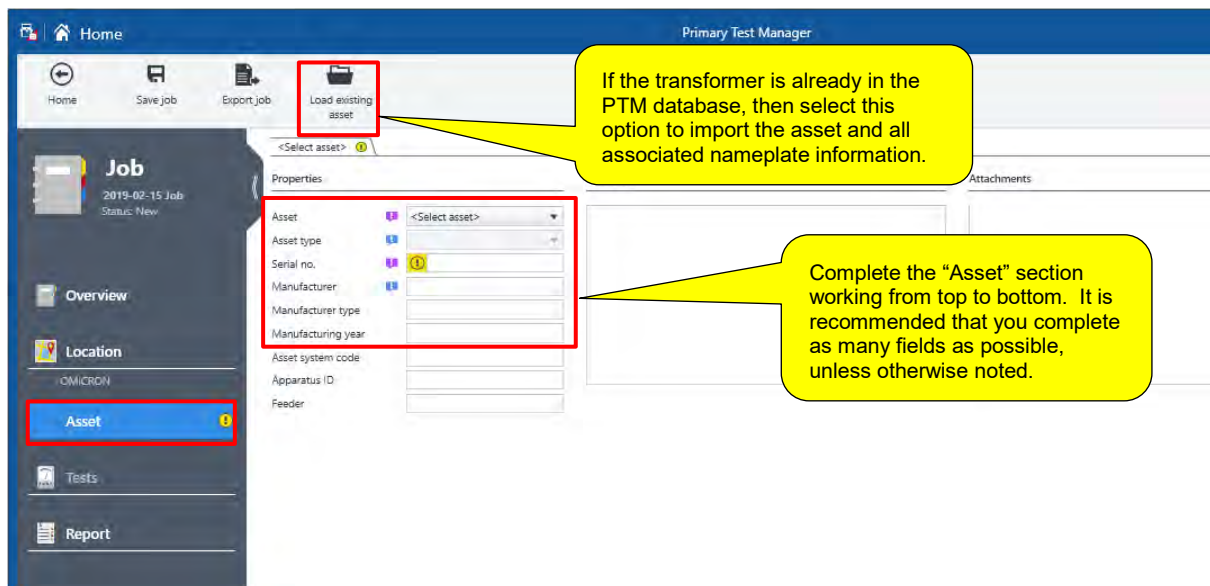 Home
Primary Test Manager
Home
Save job
Export job
Load existing
asset
If the transformer is already in the
PTM database, then select this
option to import the asset and all
associated nameplate information.
Job
2019-02-15 Job
Status: New
<Select asset>
Properties
Attachments
Asset
<Select asset>
Asset type
Serial no.
Manufacturer
Manufacturer type
Manufacturing year
Asset system code
Apparatus ID
Feeder
Complete the “Asset” section
working from top to bottom. It is
recommended that you complete
as many fields as possible,
unless otherwise noted.
Overview
Location
OMICRON
Asset
Tests
Report